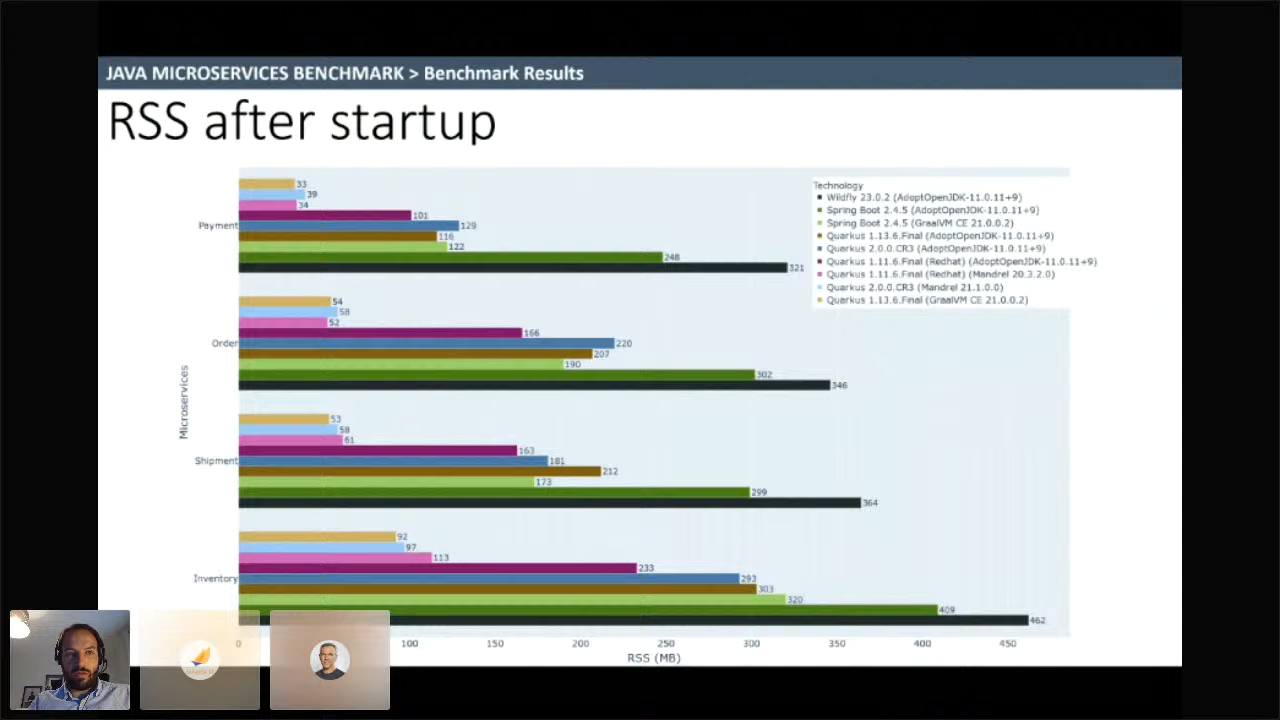 JAVA MICROSERVICES BENCHMARK > Benchmark Results
RSS after startup
Technology
Wildfly 23.0.2 (AdoptOpenJDK-11.0.11+9)
Spring Boot 2.4.5 (AdoptOpenJDK-11.0.11+9)
Spring Boot 2.4.5 (GraalVM CE 21.0.0.2)
Quarkus 1.13.6.Final (AdoptOpenJDK-11.0.11+9)
Quarkus 2.0.0.CR3 (AdoptOpenJDK-11.0.11+9)
Quarkus 1.11.6.Final (Redhat) (AdoptOpenJDK-11.0.11+9)
Quarkus 1.11.6.Final (Redhat) (Mandrel 20.3.2.0)
Quarkus 2.0.0.CR3 (Mandrel 21.1.0.0)
Quarkus 1.13.6.Final (GraalVM CE 21.0.0.2)
Microservices
Payment
33
39
34
101
129
116
122
248
321
Order
54
58
52
166
220
207
190
302
346
Shipment
53
58
61
163
181
212
173
299
364
Inventory
92
97
113
233
293
303
320
409
462
0 100 150 200 250 300 350 400 450
RSS (MB)